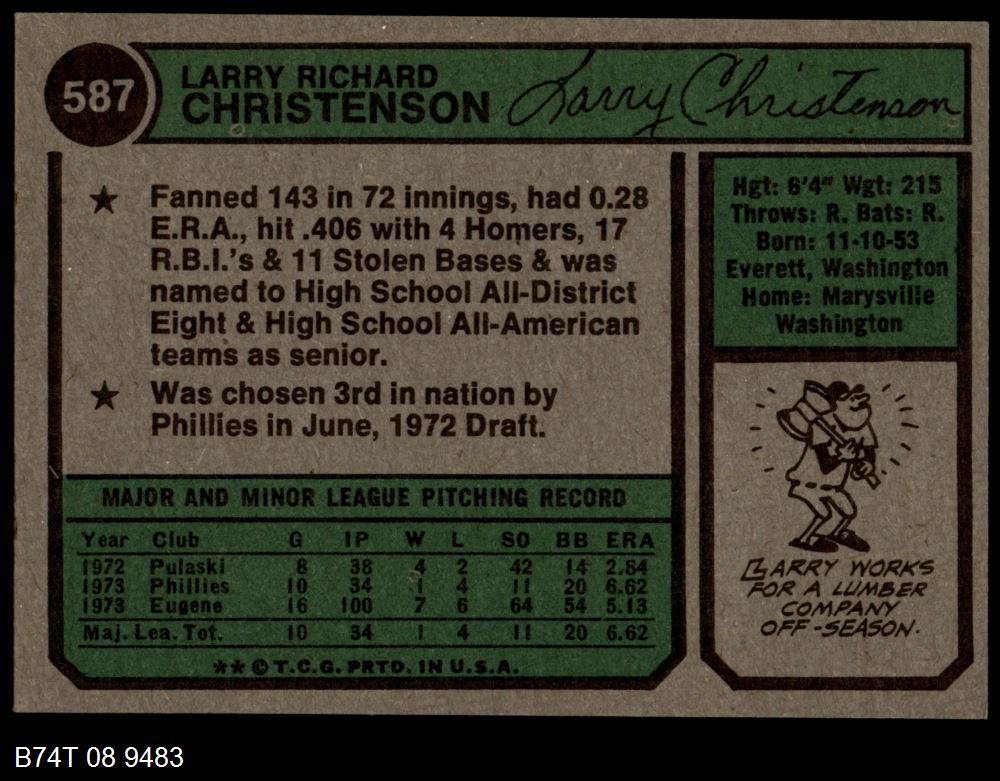 587
LARRY RICHARD
CHRISTENSON
Larry Christenson
★ Fanned 143 in 72 innings, had 0.28
E.R.A., hit .406 with 4 Homers, 17
R.B.I.'s & 11 Stolen Bases & was
named to High School All-District
Eight & High School All-American
teams as senior.
★ Was chosen 3rd in nation by
Phillies in June, 1972 Draft.
Hgt: 6'4" Wgt: 215
Throws: R. Bats: R.
Born: 11-10-53
Everett, Washington
Home: Marysville
Washington
MAJOR AND MINOR LEAGUE PITCHING RECORD
Year Club G IP W L SO BB ERA
1972 Pulaski 8 38 4 2 42 14 2.84
1973 Phillies 10 34 1 4 11 20 6.62
1973 Eugene 16 100 7 6 64 54 5.13
Maj. Lea. Tot. 10 34 1 4 11 20 6.62
**©T.C.G. PRTD. IN U.S.A.
LARRY WORKS
FOR A LUMBER
COMPANY
OFF-SEASON.
B74T 08 9483